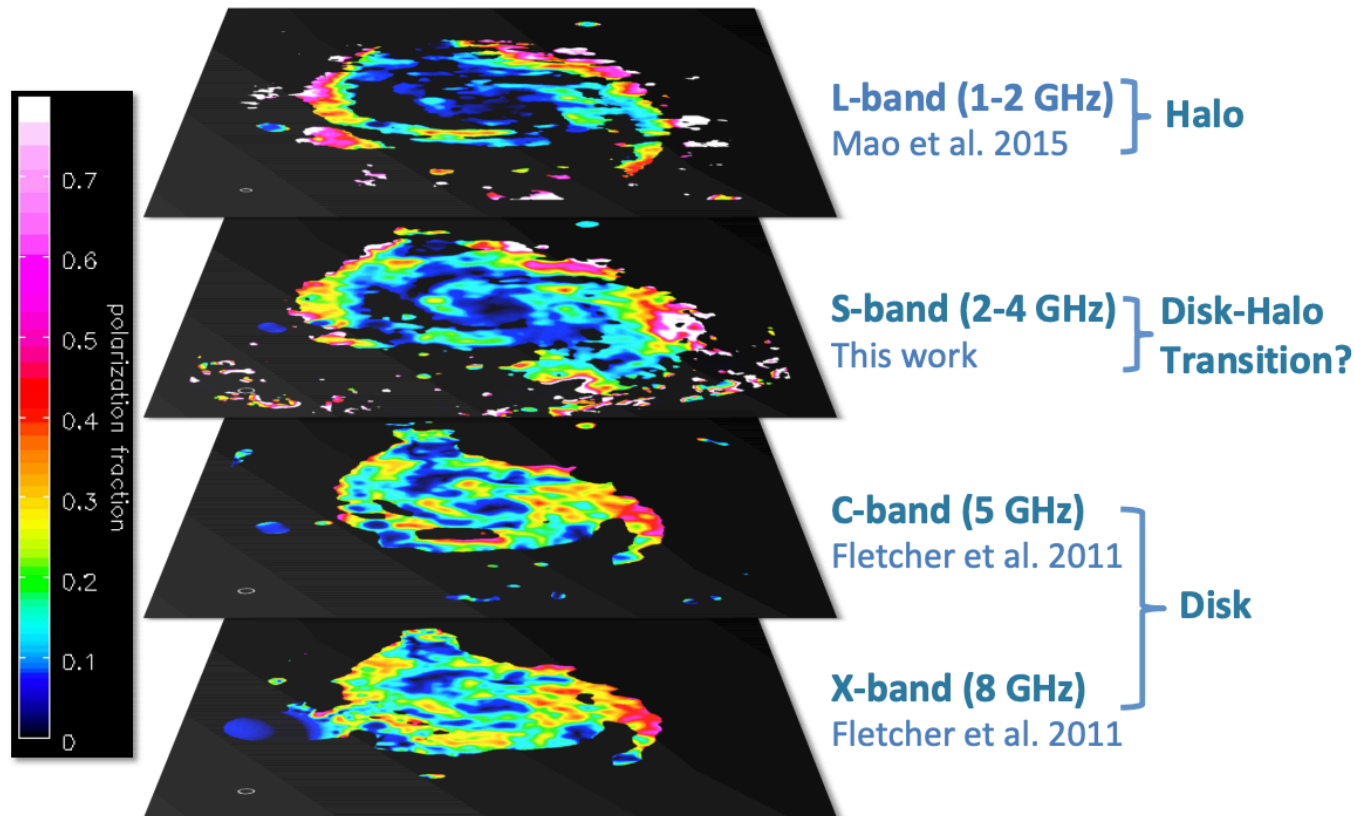 0.7
0.6
0.5
0.4
0.3
0.2
0.1
0
polarization fraction
L-band (1-2 GHz)
Mao et al. 2015
Halo
S-band (2-4 GHz)
This work
Disk-Halo
Transition?
C-band (5 GHz)
Fletcher et al. 2011
Disk
X-band (8 GHz)
Fletcher et al. 2011